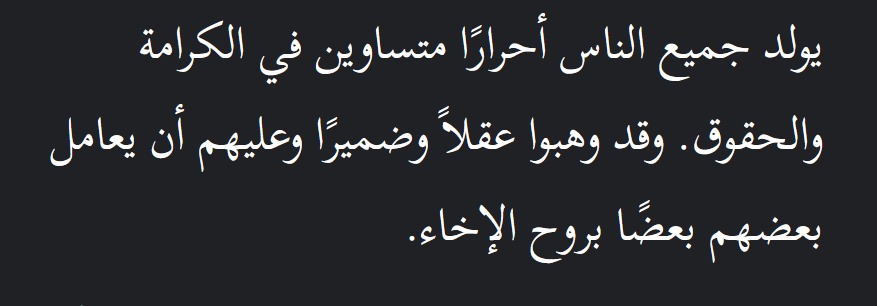 يولد جميع الناس أحرارًا متساوين في الكرامة
والحقوق. وقد وهبوا عقلاً وضميرًا وعليهم أن يعامل
بعضهم بعضًا بروح الإخاء.